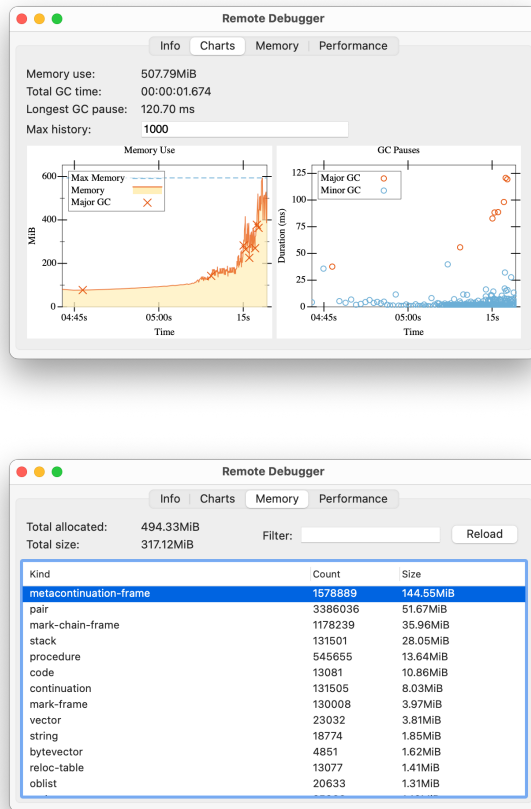 Remote Debugger
Info Charts Memory Performance
Memory use: 507.79MiB
Total GC time: 00:00:01.674
Longest GC pause: 120.70 ms
Max history: 1000
Memory Use
GC Pauses
Max Memory
Memory
Major GC
600
400
200
0
MiB
04:45s 05:00s 15s
Time
Major GC
Minor GC
125
100
75
50
25
0
Duration (ms)
04:45s 05:00s 15s
Time
Remote Debugger
Info Charts Memory Performance
Total allocated: 494.33MiB
Total size: 317.12MiB
Filter:
Reload
Kind Count Size
metacontinuation-frame 1578889 144.55MiB
pair 3386036 51.67MiB
mark-chain-frame 1178239 35.96MiB
stack 131501 28.05MiB
procedure 545655 13.64MiB
code 13081 10.86MiB
continuation 131505 8.03MiB
mark-frame 130008 3.97MiB
vector 23032 3.81MiB
string 18774 1.85MiB
bytevector 4851 1.62MiB
reloc-table 13077 1.41MiB
oblist 20633 1.31MiB